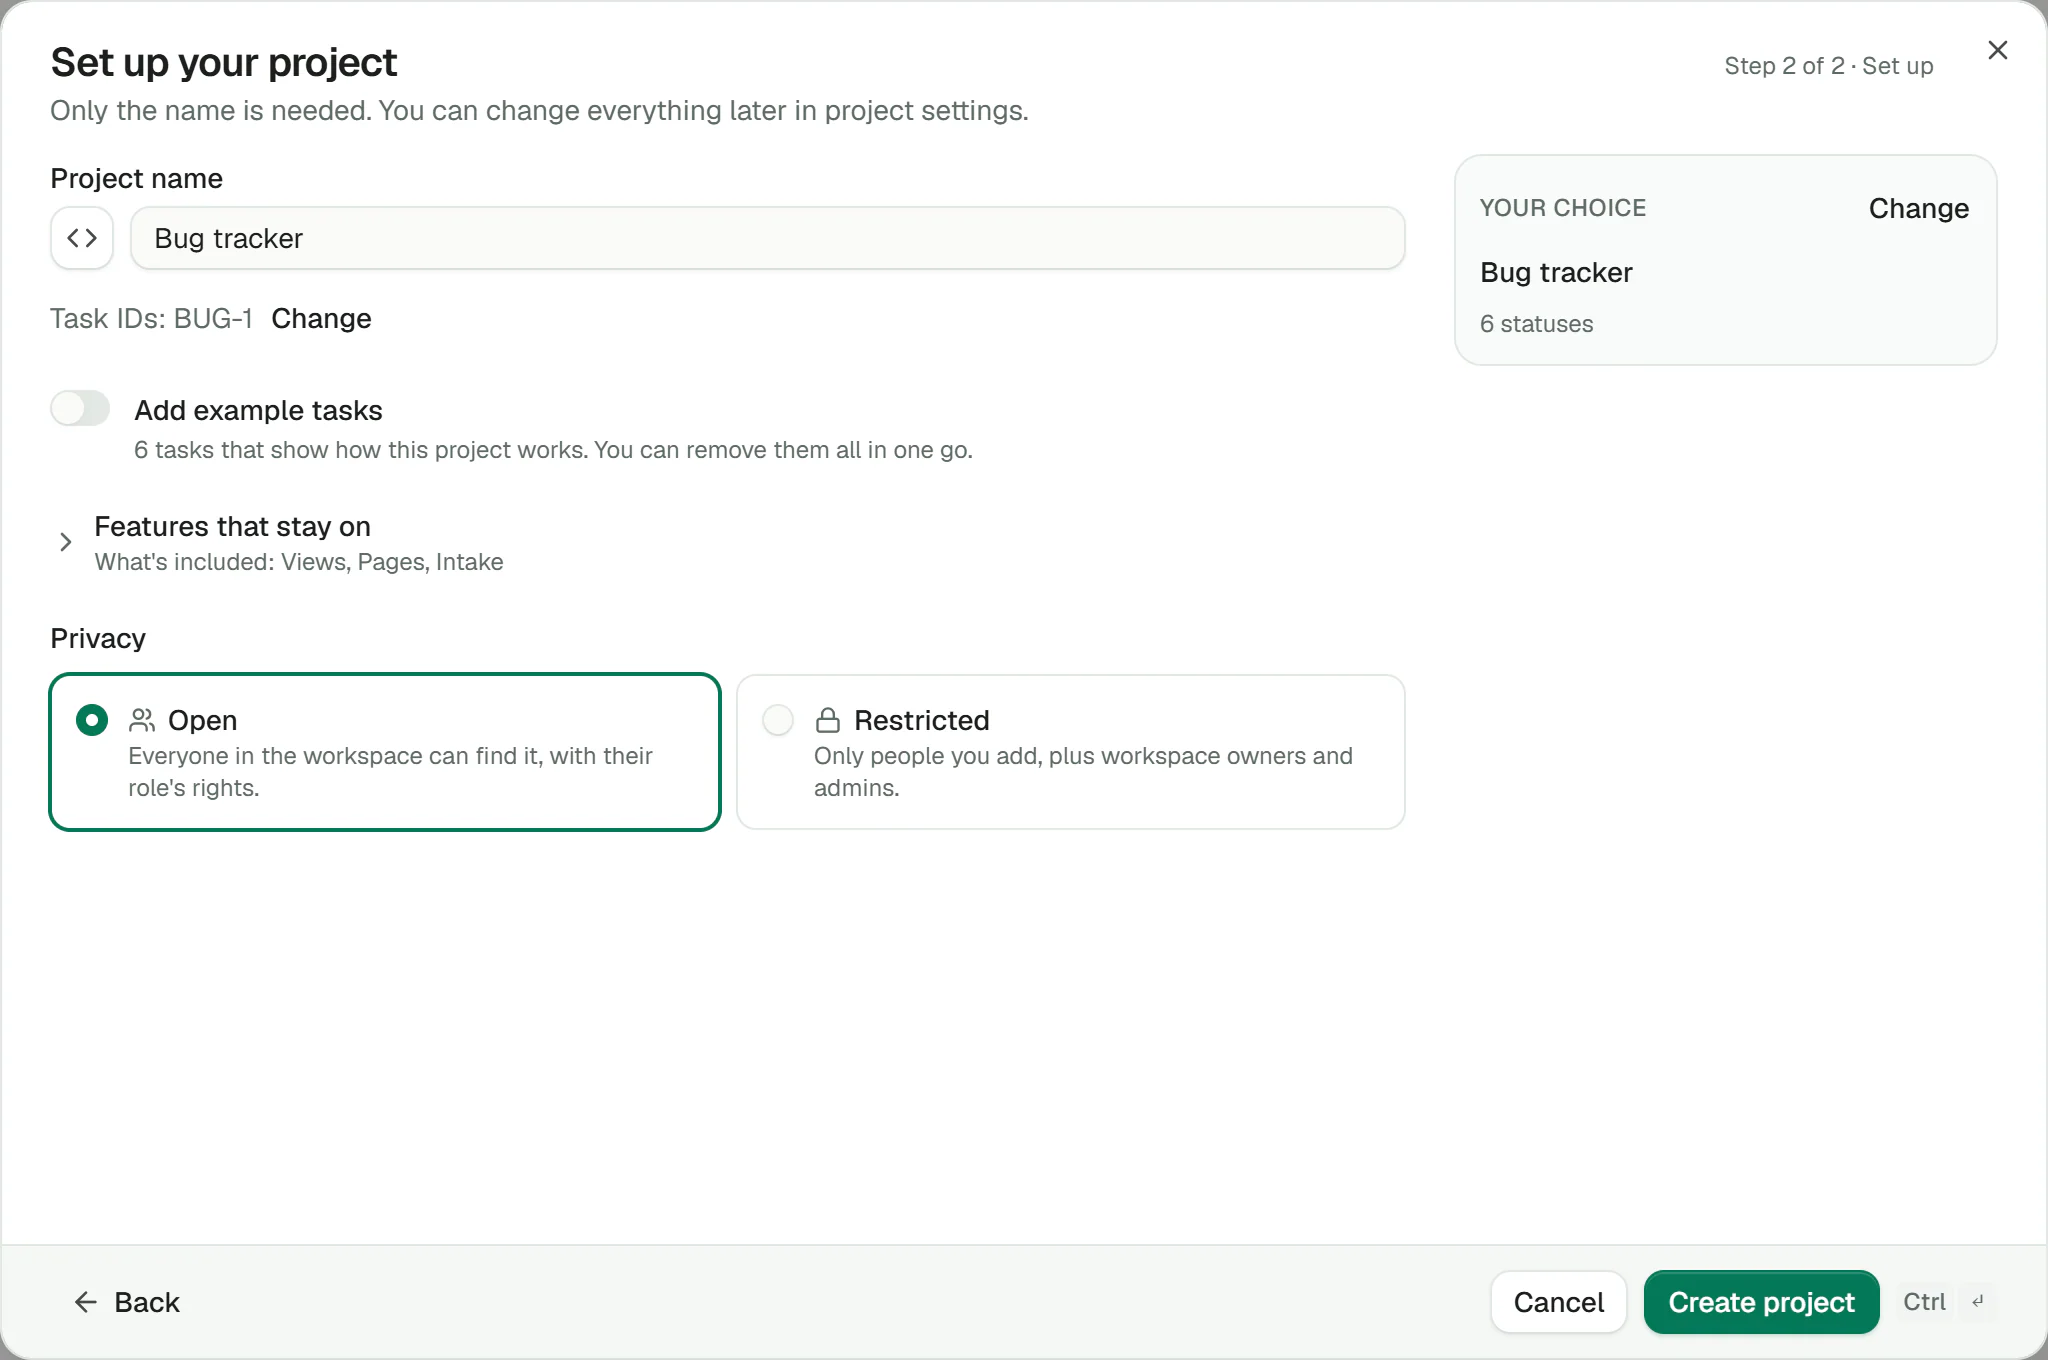 Set up your project
Step 2 of 2 · Set up
Only the name is needed. You can change everything later in project settings.
Project name
Bug tracker
Task IDs: BUG-1 Change
YOUR CHOICE Change
Bug tracker
6 statuses
Add example tasks
6 tasks that show how this project works. You can remove them all in one go.
Features that stay on
What's included: Views, Pages, Intake
Privacy
Open
Everyone in the workspace can find it, with their
role's rights.
Restricted
Only people you add, plus workspace owners and
admins.
Back
Cancel
Create project
Ctrl ↵